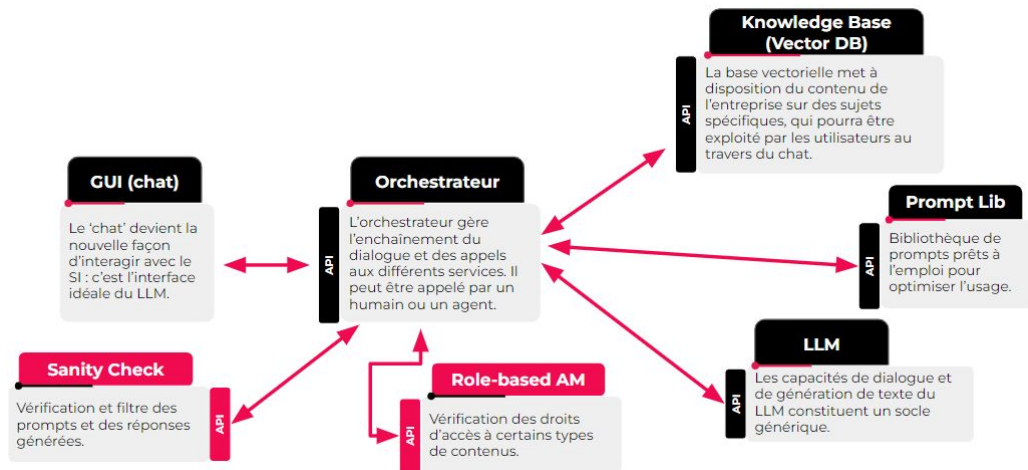 Knowledge Base
(Vector DB)
API
La base vectorielle met à
disposition du contenu de
l'entreprise sur des sujets
spécifiques, qui pourra être
exploité par les utilisateurs au
travers du chat.
GUI (chat)
Le 'chat' devient la
nouvelle façon
d'interagir avec le
SI : c'est l'interface
idéale du LLM.
Orchestrateur
API
L'orchestrateur gère
l'enchaînement du
dialogue et des appels
aux différents services. Il
peut être appelé par un
humain ou un agent.
Prompt Lib
API
Bibliothèque de
prompts prêts à
l'emploi pour
optimiser l'usage.
LLM
API
Les capacités de dialogue et
de génération de texte du
LLM constituent un socle
générique.
Sanity Check
Vérification et filtre des
prompts et des réponses
générées.
API
Role-based AM
API
Vérification des droits
d'accès à certains types
de contenus.